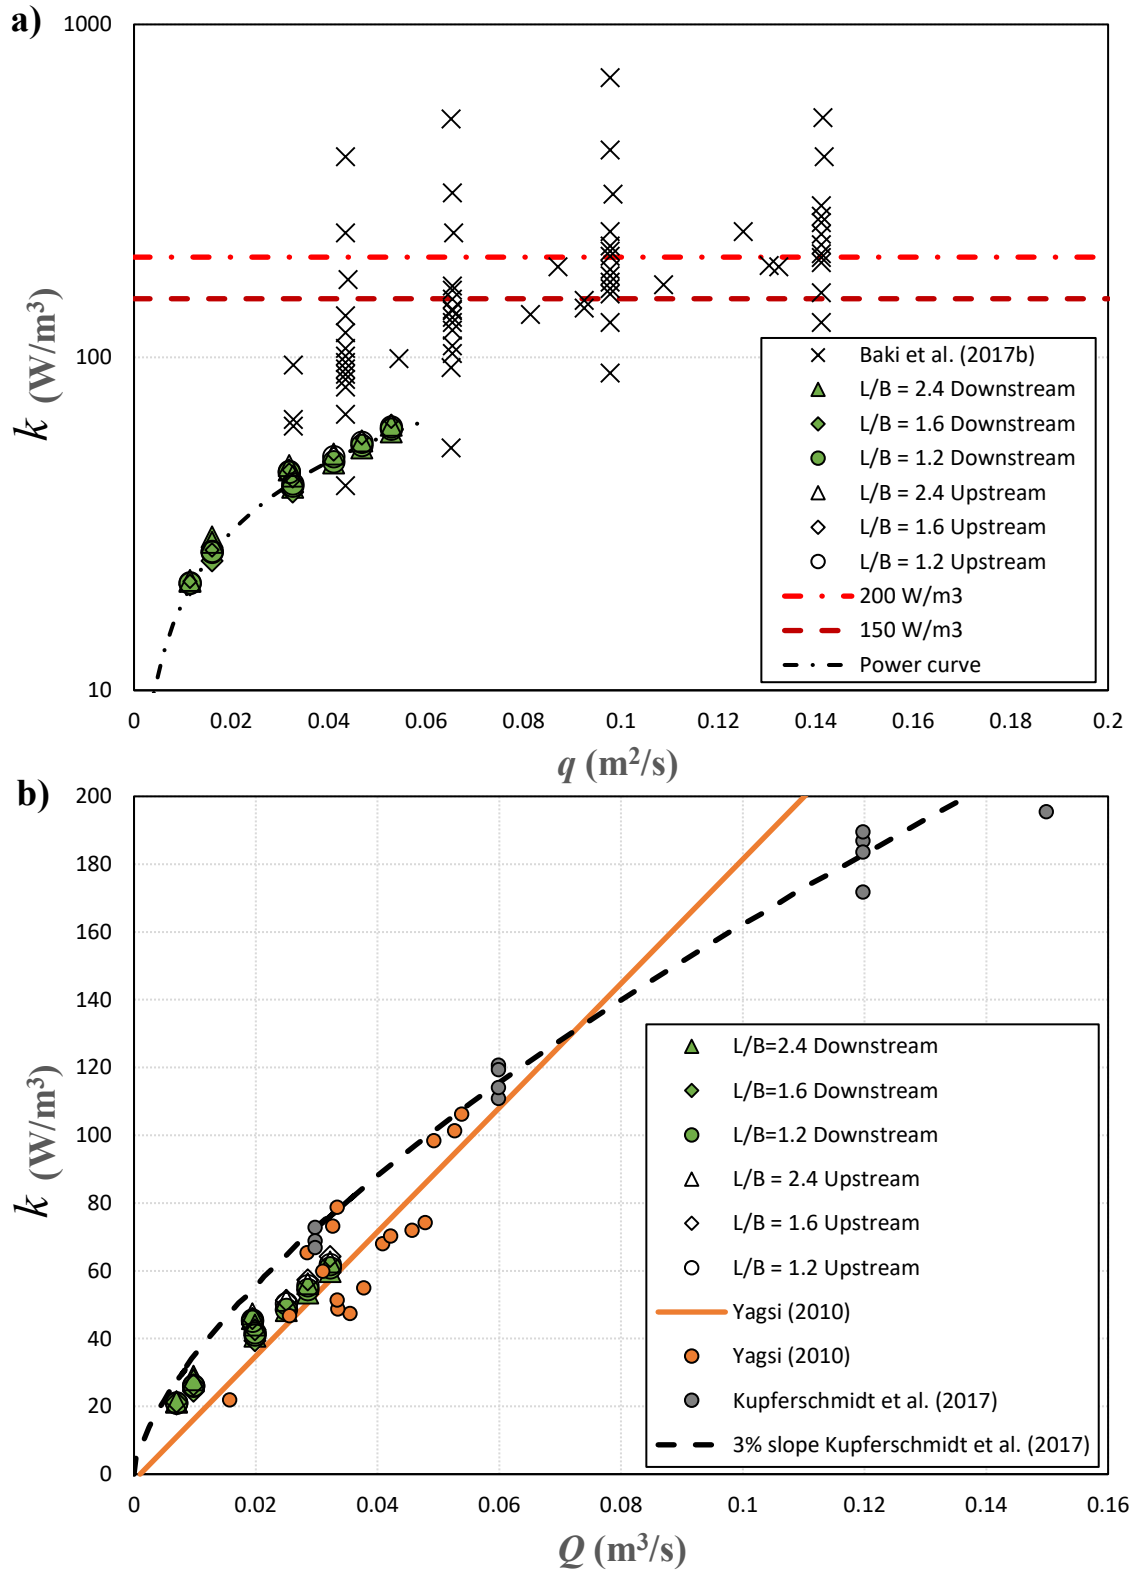 a)
1000
100
10
k (W/m³)
Baki et al. (2017b)
L/B = 2.4 Downstream
L/B = 1.6 Downstream
L/B = 1.2 Downstream
L/B = 2.4 Upstream
L/B = 1.6 Upstream
L/B = 1.2 Upstream
200 W/m3
150 W/m3
Power curve
0 0.02 0.04 0.06 0.08 0.1 0.12 0.14 0.16 0.18 0.2
q (m²/s)
b)
200
180
160
140
120
100
80
60
40
20
0
k (W/m³)
L/B=2.4 Downstream
L/B=1.6 Downstream
L/B=1.2 Downstream
L/B = 2.4 Upstream
L/B = 1.6 Upstream
L/B = 1.2 Upstream
Yagsi (2010)
Yagsi (2010)
Kupferschmidt et al. (2017)
3% slope Kupferschmidt et al. (2017)
0 0.02 0.04 0.06 0.08 0.1 0.12 0.14 0.16
Q (m³/s)